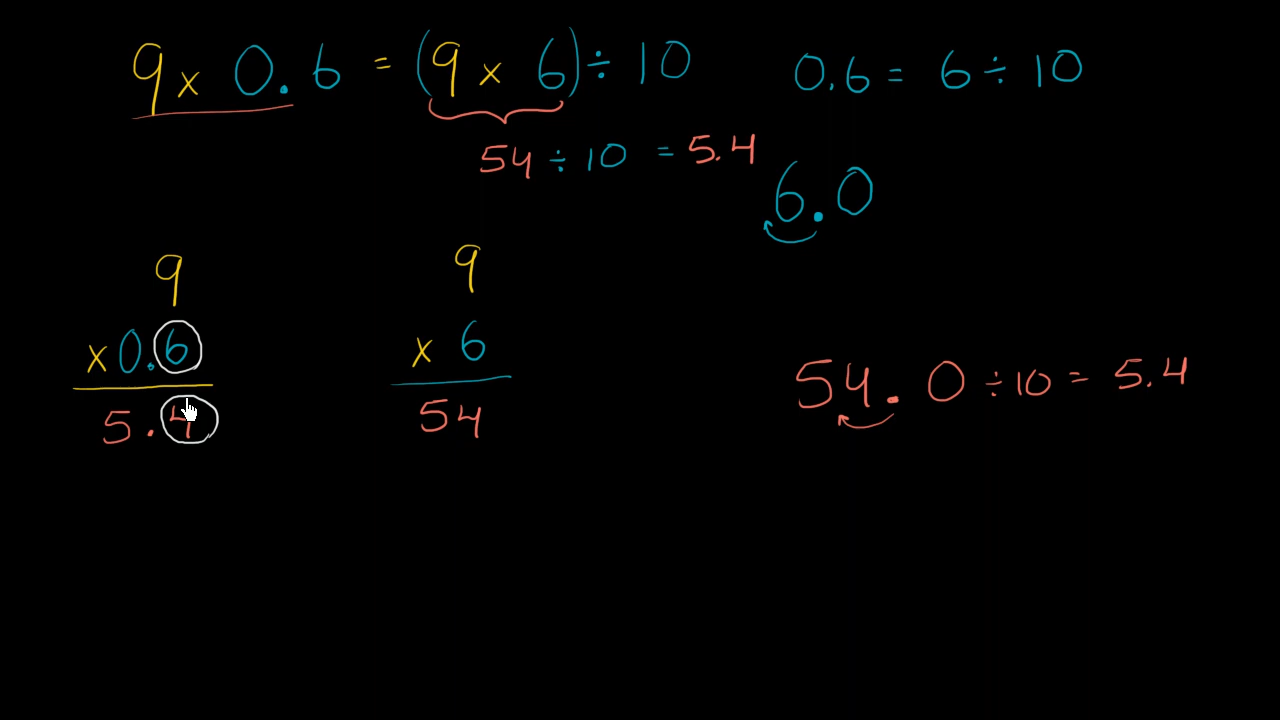 9 x 0.6 = (9 x 6) ÷ 10
0.6 = 6 ÷ 10
54 ÷ 10 = 5.4
6.0
9
x 0.6
5.4
9
x 6
54
54.0 ÷ 10 = 5.4